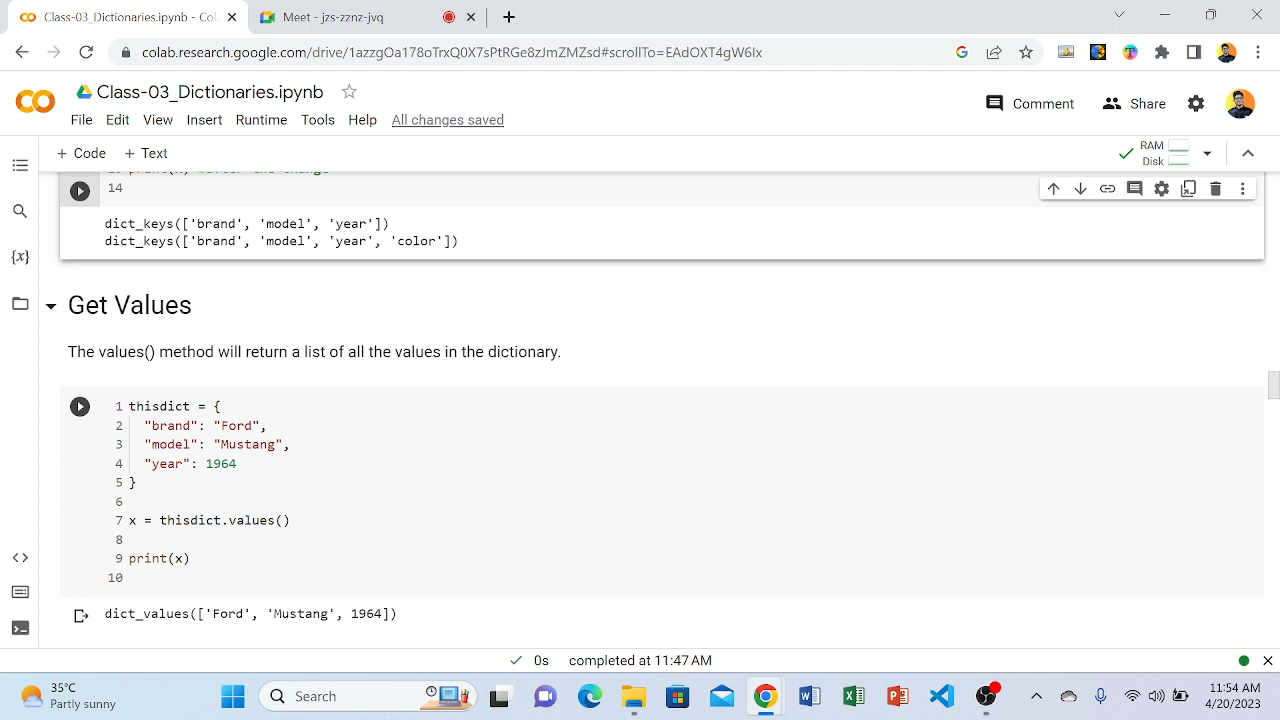 Class-03_Dictionaries.ipynb - Col
Meet - jzs-zznz-jvq
colab.research.google.com/drive/1azzgOa178oTrxQ0X7sPtRGe8zJmZMZsd#scrollTo=EAdOXT4gW6ix
Class-03_Dictionaries.ipynb
Comment
Share
File Edit View Insert Runtime Tools Help All changes saved
+ Code + Text
RAM
Disk
14
dict_keys(['brand', 'model', 'year'])
dict_keys(['brand', 'model', 'year', 'color'])
Get Values
The values() method will return a list of all the values in the dictionary.
1 thisdict = {
2 "brand": "Ford",
3 "model": "Mustang",
4 "year": 1964
5 }
6
7 x = thisdict.values()
8
9 print(x)
10
dict_values(['Ford', 'Mustang', 1964])
0s completed at 11:47 AM
35°C
Partly sunny
Search
11:54 AM
4/20/2023